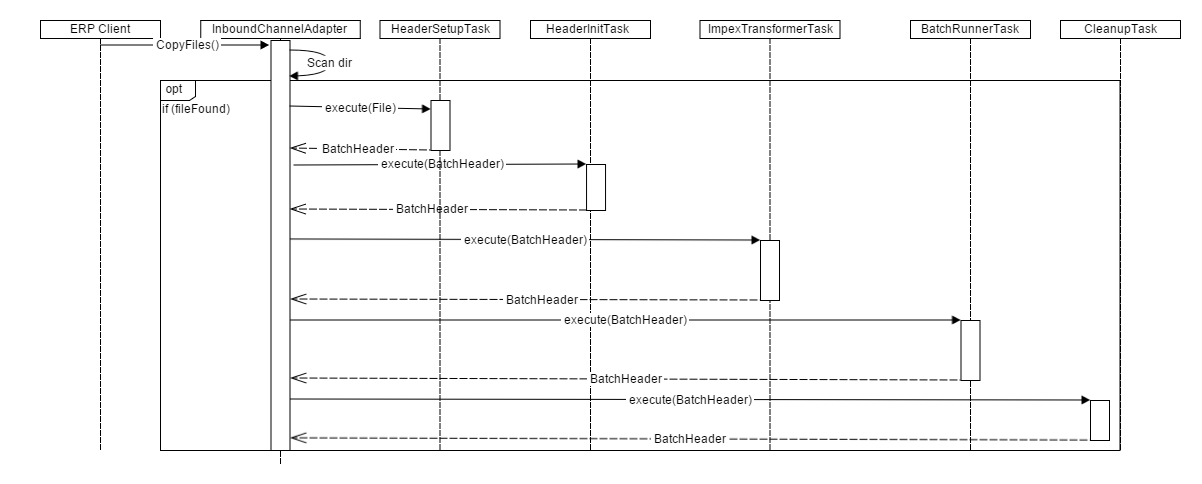 ERP Client
InboundChannelAdapter
HeaderSetupTask
HeaderInitTask
ImpexTransformerTask
BatchRunnerTask
CleanupTask
CopyFiles()
Scan dir
opt
if (fileFound)
execute(File)
BatchHeader
execute(BatchHeader)
BatchHeader
execute(BatchHeader)
BatchHeader
execute(BatchHeader)
BatchHeader
execute(BatchHeader)
BatchHeader